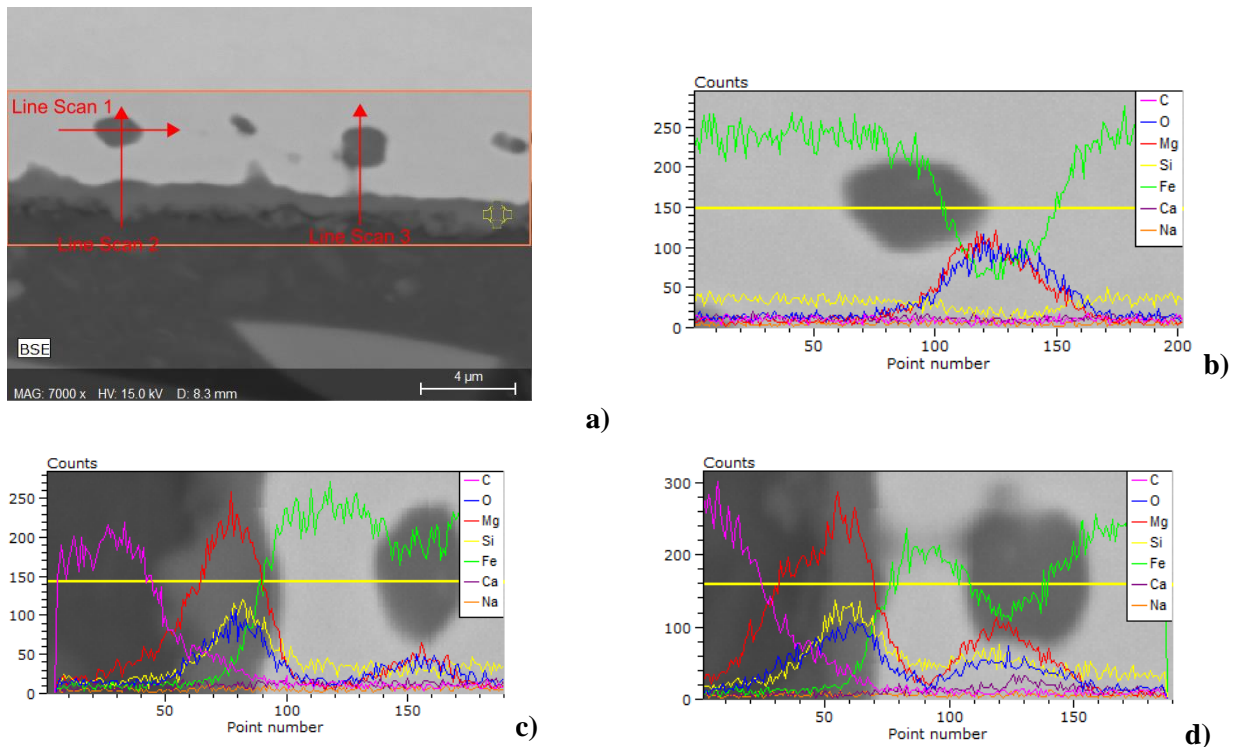 Line Scan 1
Line Scan 2
Line Scan 3
BSE
4 µm
MAG: 7000 x HV: 15.0 kV D: 8.3 mm
a)
Counts
250
200
150
100
50
0
50
100
150
200
Point number
C
O
Mg
Si
Fe
Ca
Na
b)
Counts
250
200
150
100
50
0
50
100
150
Point number
C
O
Mg
Si
Fe
Ca
Na
c)
Counts
300
200
100
0
50
100
150
Point number
C
O
Mg
Si
Fe
Ca
Na
d)